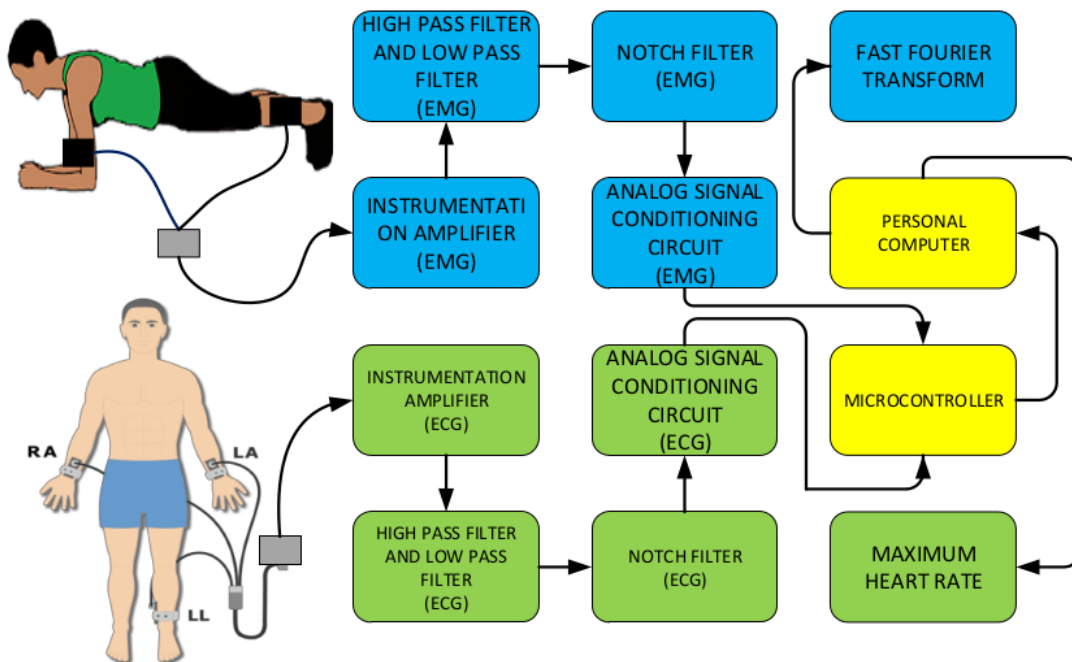 HIGH PASS FILTER
AND LOW PASS
FILTER
(EMG)
NOTCH FILTER
(EMG)
FAST FOURIER
TRANSFORM
INSTRUMENTATI
ON AMPLIFIER
(EMG)
ANALOG SIGNAL
CONDITIONING
CIRCUIT
(EMG)
PERSONAL
COMPUTER
INSTRUMENTATION
AMPLIFIER
(ECG)
ANALOG SIGNAL
CONDITIONING
CIRCUIT
(ECG)
MICROCONTROLLER
RA
LA
LL
HIGH PASS FILTER
AND LOW PASS
FILTER
(ECG)
NOTCH FILTER
(ECG)
MAXIMUM
HEART RATE